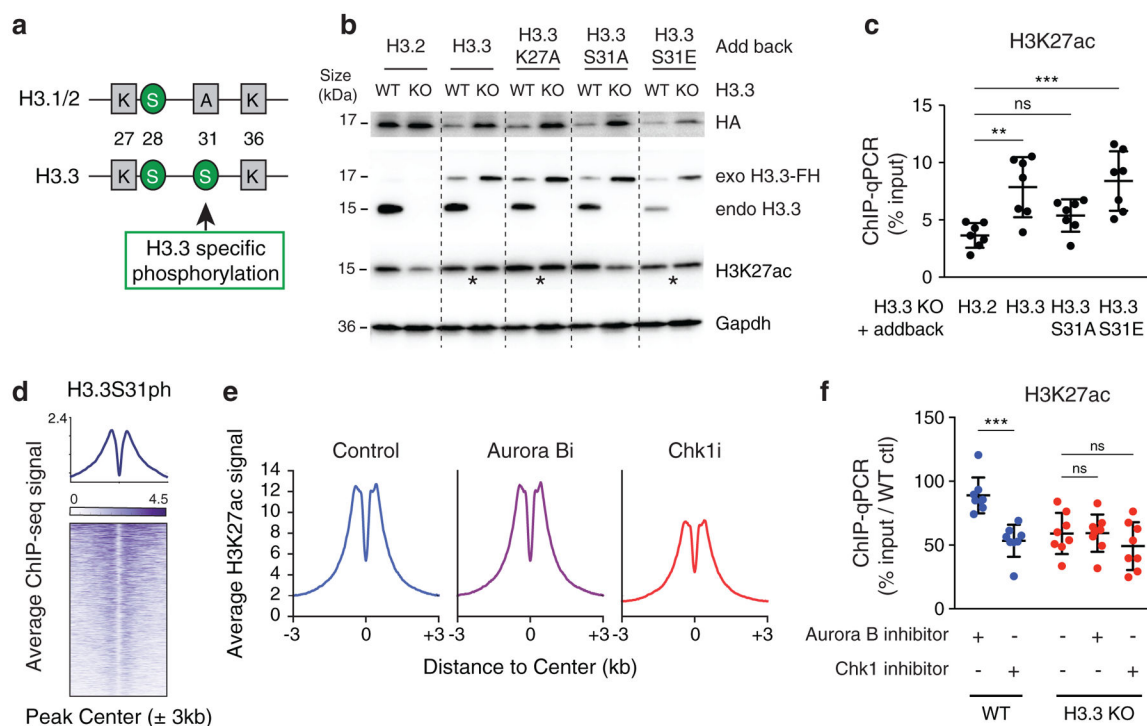 a
H3.1/2
K
S
A
K
27 28 31 36
H3.3
K
S
S
K
H3.3 specific
phosphorylation
b
H3.2
H3.3
H3.3
K27A
H3.3
S31A
H3.3
S31E
Add back
Size
(kDa)
WT KO WT KO WT KO WT KO WT KO
H3.3
17
HA
17
exo H3.3-FH
15
endo H3.3
15
H3K27ac
* * *
36
Gapdh
c
H3K27ac
***
ns
**
ChIP-qPCR
(% input)
15
10
5
0
H3.3 KO
+ addback
H3.2
H3.3
H3.3
S31A
H3.3
S31E
d
H3.3S31ph
2.4
0 4.5
Average ChIP-seq signal
Peak Center (± 3kb)
e
Average H3K27ac signal
Control
Aurora Bi
Chk1i
14
12
10
8
6
4
2
0
-3 0 +3
-3 0 +3
-3 0 +3
Distance to Center (kb)
f
H3K27ac
ChIP-qPCR
(% input / WT ctl)
150
100
50
0
***
ns
ns
Aurora B inhibitor + - - + -
Chk1 inhibitor - + - - +
WT
H3.3 KO